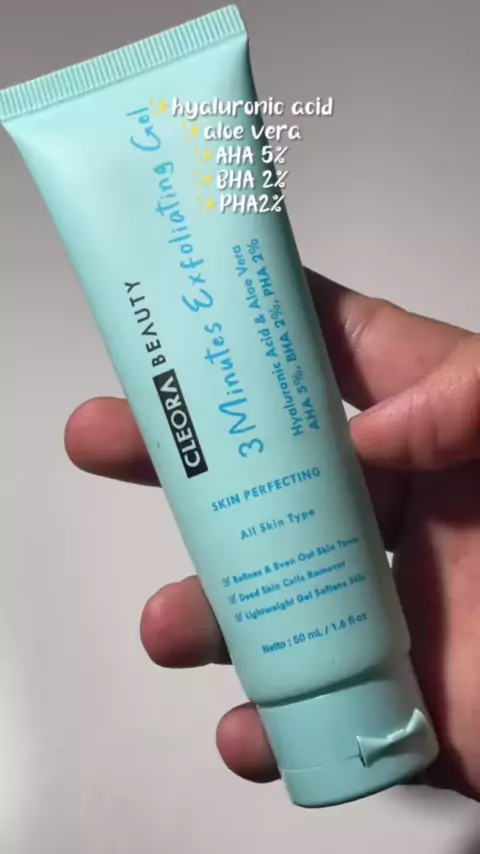 ✨hyaluronic acid
✨aloe vera
✨AHA 5%
✨BHA 2%
✨PHA2%
CLEORA BEAUTY
3 Minutes Exfoliating Gel
Hyaluronic Acid & Aloe Vera
AHA 5%, BHA 2%, PHA 2%
SKIN PERFECTING
All Skin Type
Refines & Even Out Skin Tone
Dead Skin Cells Remover
Lightweight Gel Softens Skin
Netto : 50 mL / 1.6 fl oz